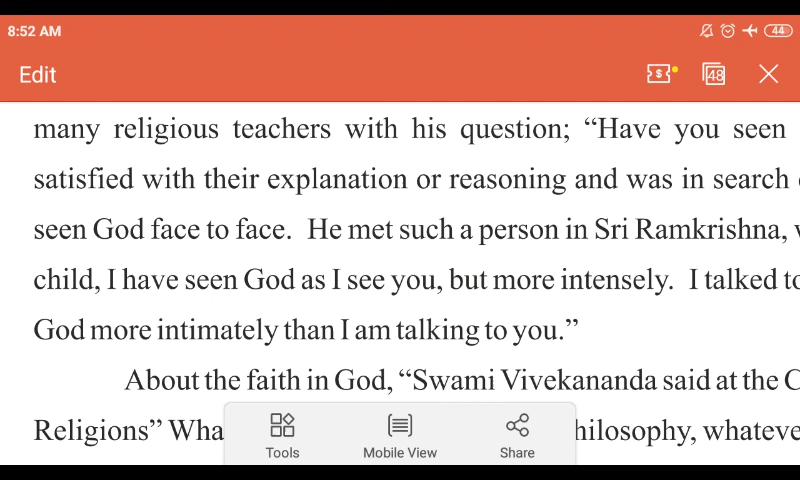 8:52 AM 44
Edit $ 48
many religious teachers with his question; “Have you seen
satisfied with their explanation or reasoning and was in search
seen God face to face. He met such a person in Sri Ramkrishna,
child, I have seen God as I see you, but more intensely. I talked to
God more intimately than I am talking to you.”
About the faith in God, “Swami Vivekananda said at the C
Religions” Wha hilosophy, whateve
Tools Mobile View Share